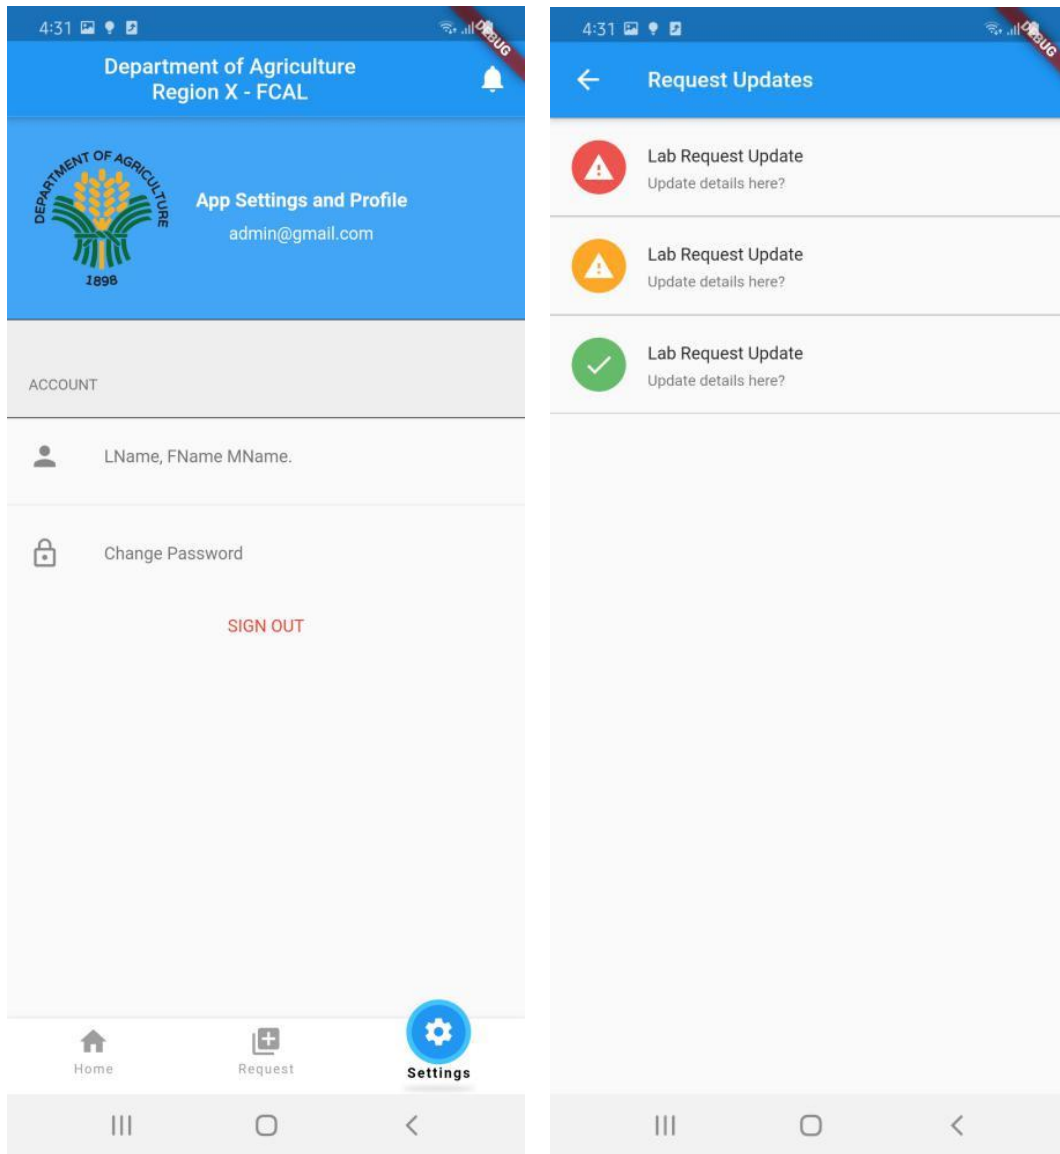 4:31
DEBUG
Department of Agriculture
Region X - FCAL
DEPARTMENT OF AGRICULTURE
1898
App Settings and Profile
admin@gmail.com
ACCOUNT
LName, FName MName.
Change Password
SIGN OUT
Home
Request
Settings
4:31
DEBUG
Request Updates
Lab Request Update
Update details here?
Lab Request Update
Update details here?
Lab Request Update
Update details here?